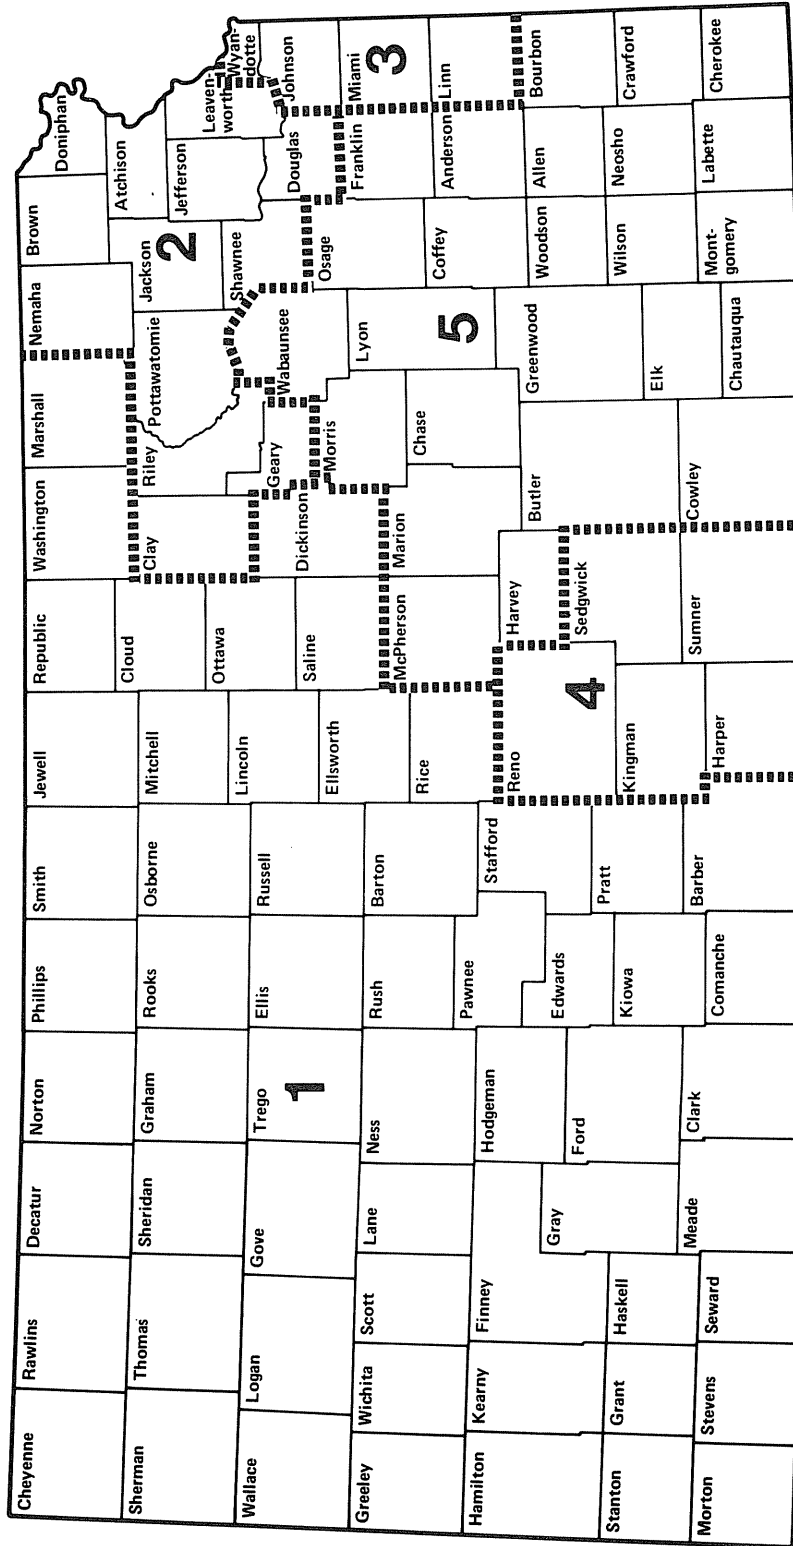 Cheyenne
Rawlins
Decatur
Norton
Phillips
Smith
Jewell
Republic
Washington
Marshall
Nemaha
Brown
Doniphan
Sherman
Thomas
Sheridan
Graham
Rooks
Osborne
Mitchell
Cloud
Clay
Riley
Pottawatomie
Jackson
2
Atchison
Wallace
Logan
Gove
Trego
1
Ellis
Russell
Lincoln
Ottawa
Shawnee
Jefferson
Leaven-
worth
Wyan-
dotte
Greeley
Wichita
Scott
Lane
Ness
Rush
Barton
Ellsworth
Saline
Dickinson
Geary
Wabaunsee
Osage
Douglas
Johnson
Hamilton
Kearny
Finney
Hodgeman
Pawnee
Stafford
Rice
McPherson
Marion
Morris
Chase
Lyon
5
Coffey
Franklin
Miami
3
Gray
Ford
Edwards
Reno
4
Harvey
Sedgwick
Butler
Greenwood
Woodson
Anderson
Linn
Stanton
Grant
Haskell
Kiowa
Pratt
Kingman
Elk
Wilson
Allen
Neosho
Bourbon
Crawford
Morton
Stevens
Seward
Meade
Clark
Comanche
Barber
Harper
Sumner
Cowley
Chautauqua
Mont-
gomery
Labette
Cherokee